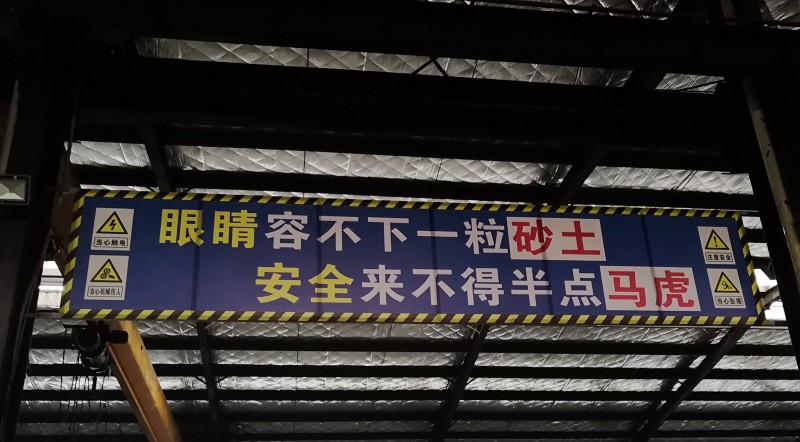 眼睛容不下一粒砂土
安全来不得半点马虎
当心触电
当心机械伤人
注意安全
当心坠落